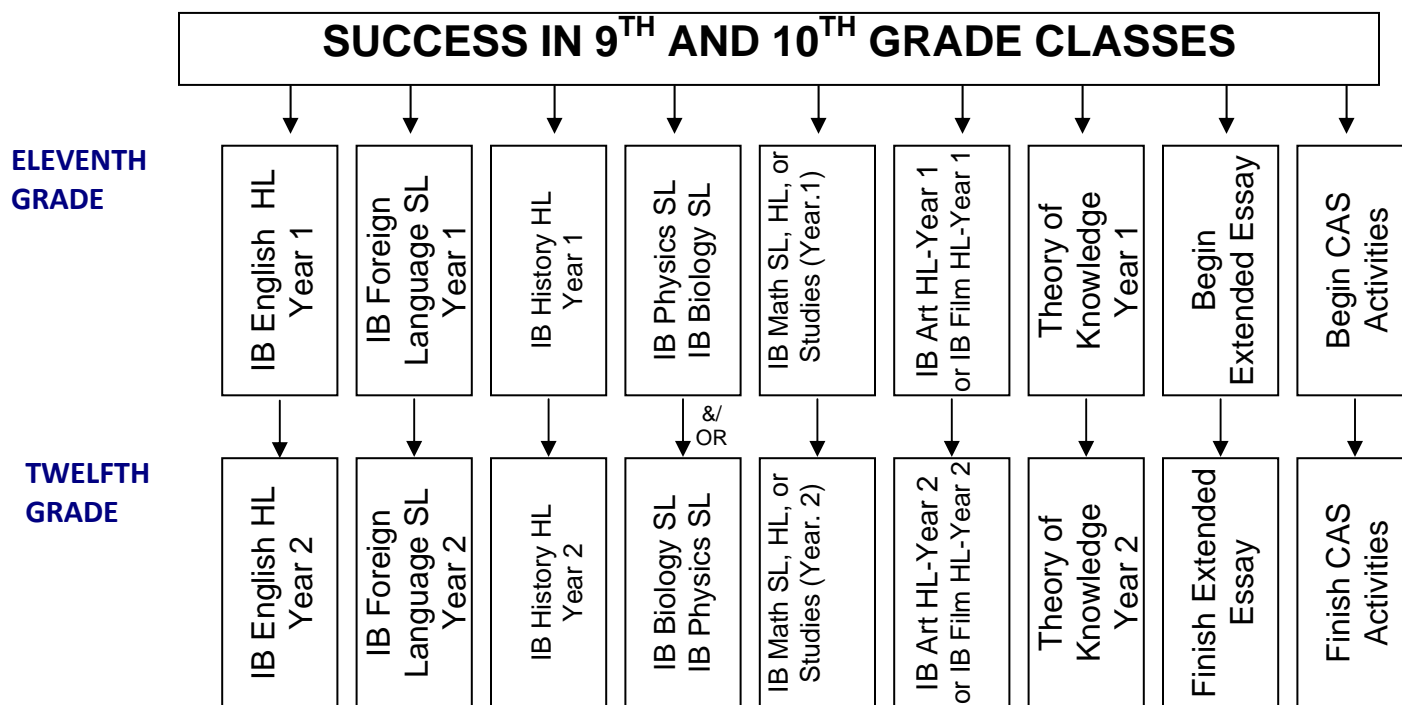 SUCCESS IN 9TH AND 10TH GRADE CLASSES
ELEVENTH
GRADE
IB English HL
Year 1
IB Foreign
Language SL
Year 1
IB History HL
Year 1
IB Physics SL
IB Biology SL
IB Math SL, HL, or
Studies (Year.1)
IB Art HL-Year 1
or IB Film HL-Year 1
Theory of
Knowledge
Year 1
Begin
Extended Essay
Begin CAS
Activities
&/
OR
TWELFTH
GRADE
IB English HL
Year 2
IB Foreign
Language SL
Year 2
IB History HL
Year 2
IB Biology SL
IB Physics SL
IB Math SL, HL, or
Studies (Year. 2)
IB Art HL-Year 2
or IB Film HL-Year 2
Theory of
Knowledge
Year 2
Finish Extended
Essay
Finish CAS
Activities